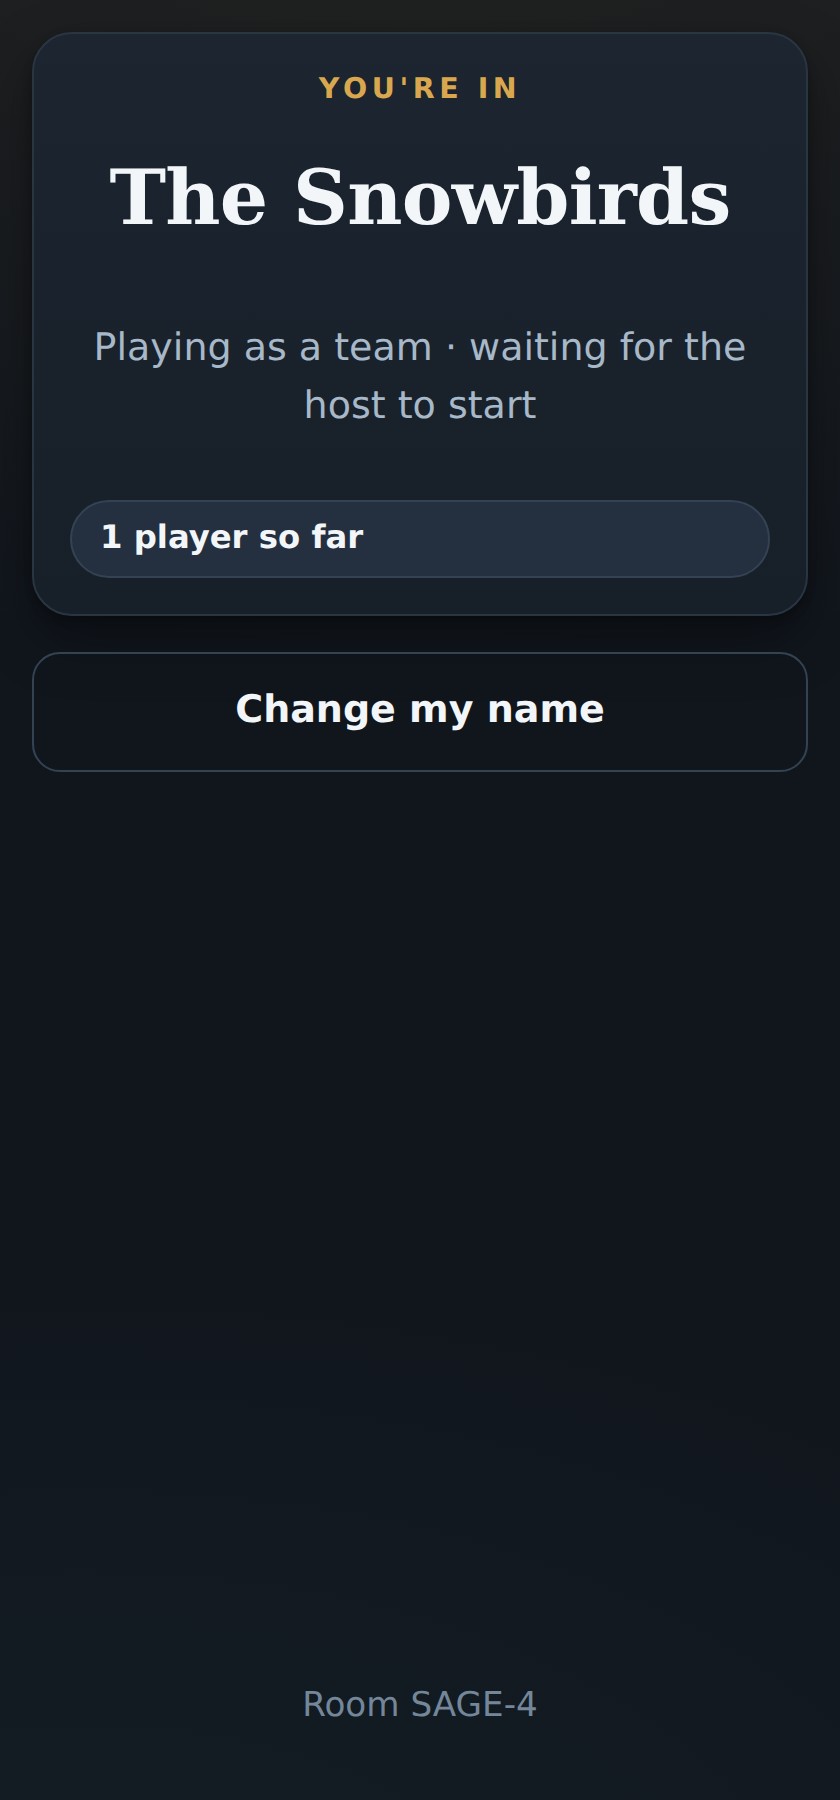 YOU'RE IN
The Snowbirds
Playing as a team · waiting for the
host to start
1 player so far
Change my name
Room SAGE-4